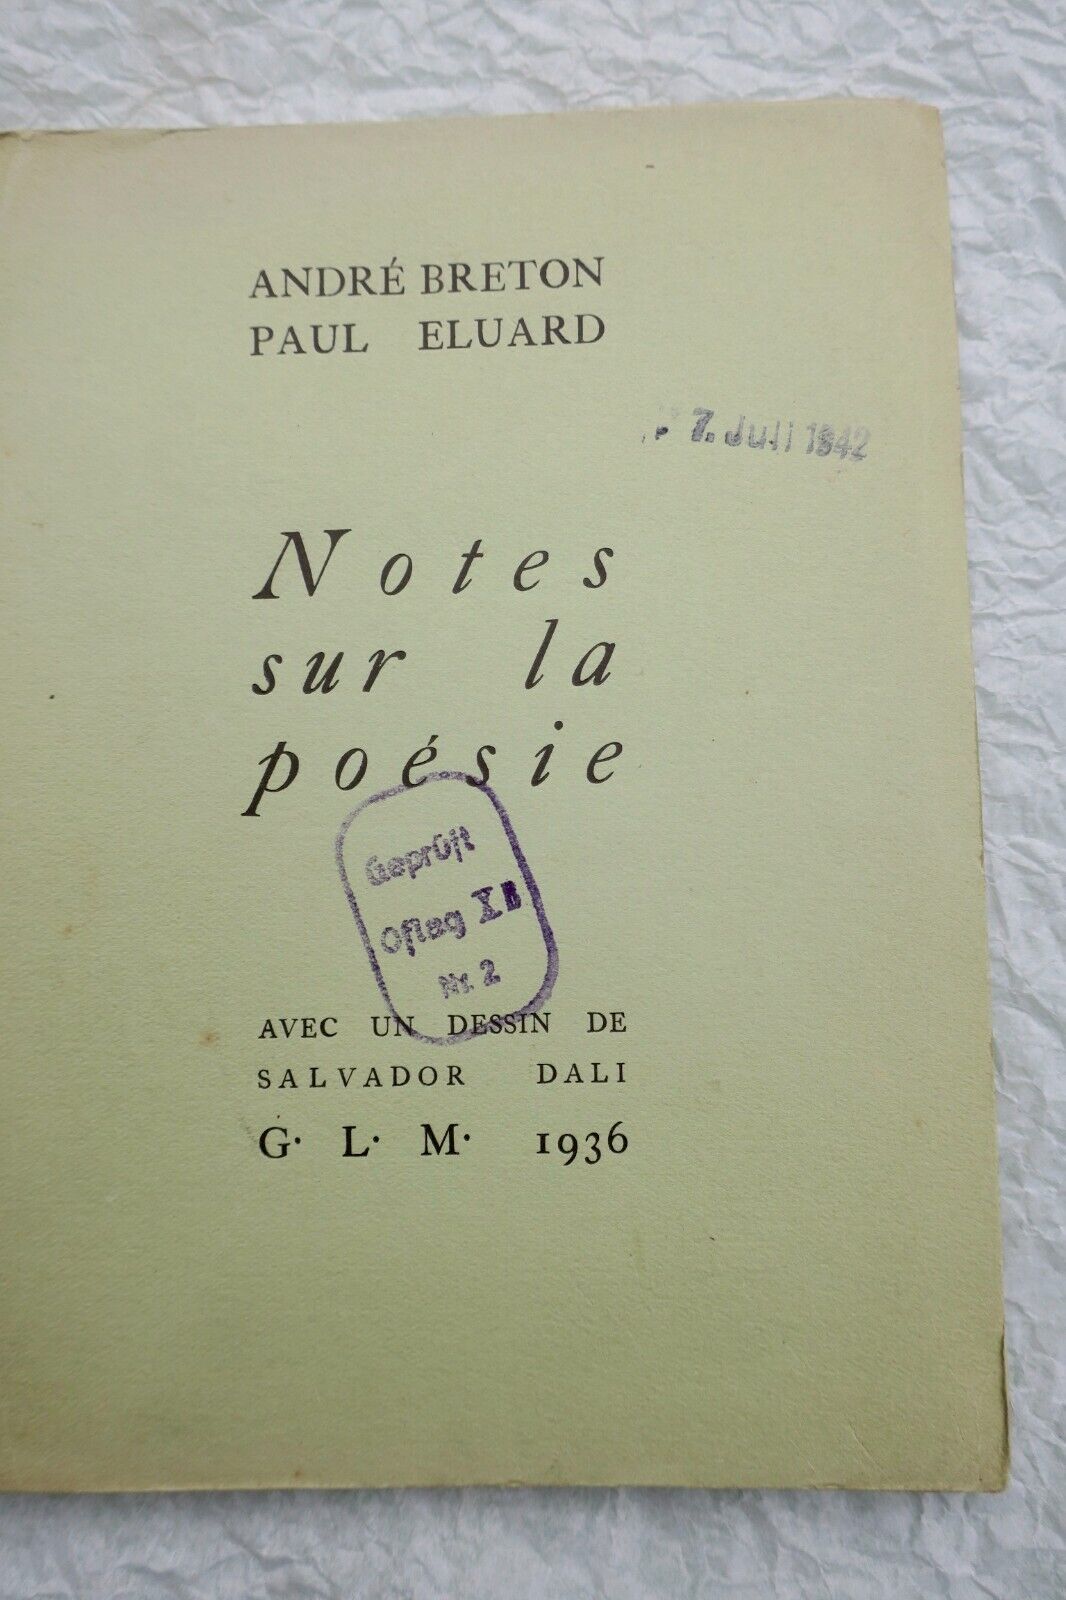 ANDRÉ BRETON
PAUL ELUARD
7. Juli 1942
Notes
sur la
poésie
Geprüft
Oflag X B
Nr. 2
AVEC UN DESSIN DE
SALVADOR DALI
G. L. M. 1936